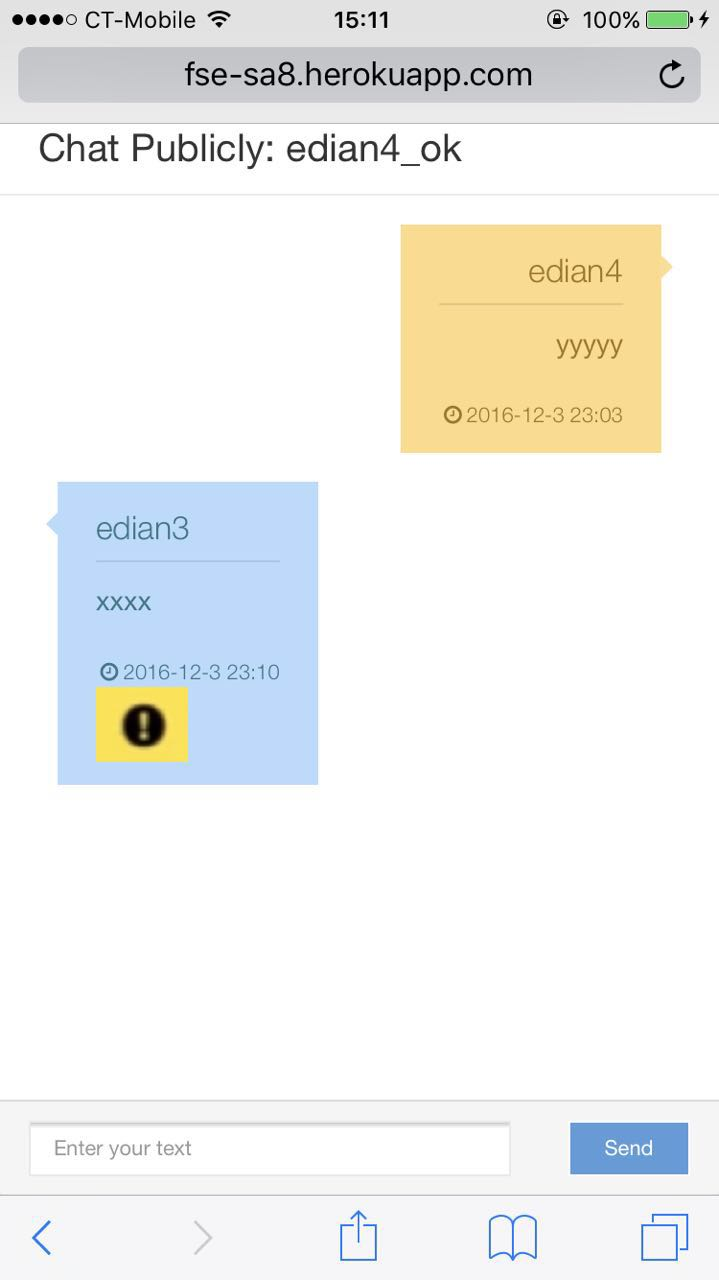 CT-Mobile 15:11 100%
fse-sa8.herokuapp.com
Chat Publicly: edian4_ok
edian4
yyyyy
2016-12-3 23:03
edian3
xxxx
2016-12-3 23:10
!
Enter your text
Send